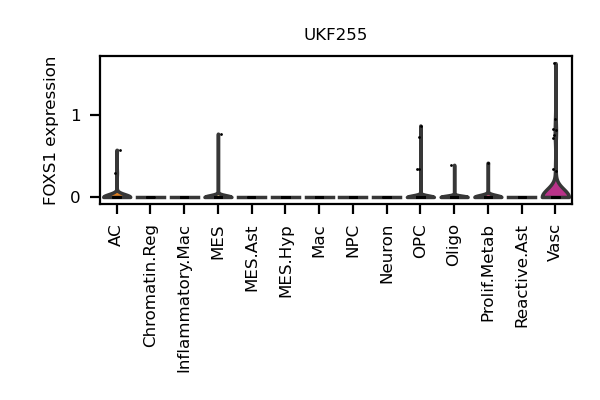 UKF255
FOXS1 expression
1
0
AC
Chromatin.Reg
Inflammatory.Mac
MES
MES.Ast
MES.Hyp
Mac
NPC
Neuron
OPC
Oligo
Prolif.Metab
Reactive.Ast
Vasc